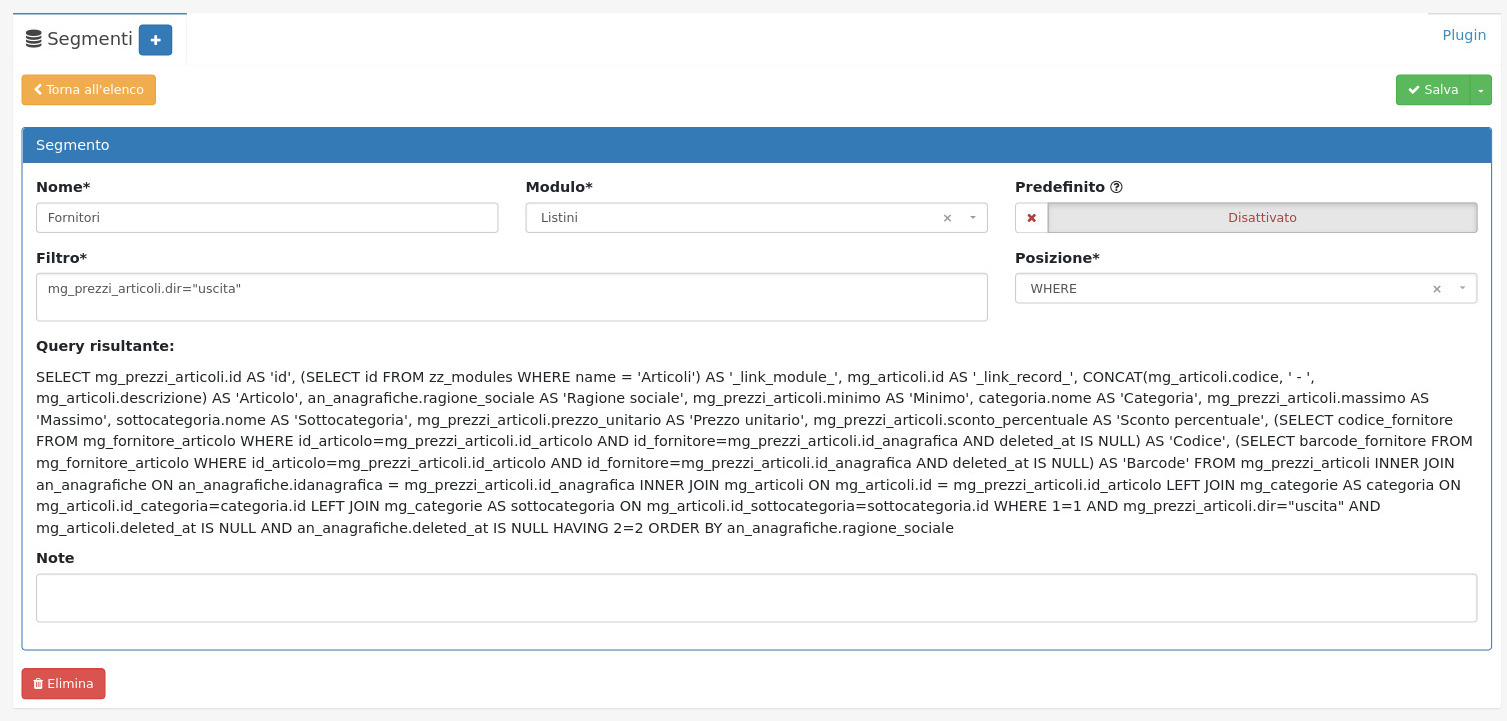 Segmenti +
Plugin
Torna all'elenco
Salva
Segmento
Nome*
Modulo*
Predefinito
Fornitori
Listini ×
Disattivato
Filtro*
Posizione*
mg_prezzi_articoli.dir="uscita"
WHERE ×
Query risultante:
SELECT mg_prezzi_articoli.id AS 'id', (SELECT id FROM zz_modules WHERE name = 'Articoli') AS '_link_module_', mg_articoli.id AS '_link_record_', CONCAT(mg_articoli.codice, ' - ',
mg_articoli.descrizione) AS 'Articolo', an_anagrafiche.ragione_sociale AS 'Ragione sociale', mg_prezzi_articoli.minimo AS 'Minimo', categoria.nome AS 'Categoria', mg_prezzi_articoli.massimo AS
'Massimo', sottocategoria.nome AS 'Sottocategoria', mg_prezzi_articoli.prezzo_unitario AS 'Prezzo unitario', mg_prezzi_articoli.sconto_percentuale AS 'Sconto percentuale', (SELECT codice_fornitore
FROM mg_fornitore_articolo WHERE id_articolo=mg_prezzi_articoli.id_articolo AND id_fornitore=mg_prezzi_articoli.id_anagrafica AND deleted_at IS NULL) AS 'Codice', (SELECT barcode_fornitore FROM
mg_fornitore_articolo WHERE id_articolo=mg_prezzi_articoli.id_articolo AND id_fornitore=mg_prezzi_articoli.id_anagrafica AND deleted_at IS NULL) AS 'Barcode' FROM mg_prezzi_articoli INNER JOIN
an_anagrafiche ON an_anagrafiche.idanagrafica = mg_prezzi_articoli.id_anagrafica INNER JOIN mg_articoli ON mg_articoli.id = mg_prezzi_articoli.id_articolo LEFT JOIN mg_categorie AS categoria ON
mg_articoli.id_categoria=categoria.id LEFT JOIN mg_categorie AS sottocategoria ON mg_articoli.id_sottocategoria=sottocategoria.id WHERE 1=1 AND mg_prezzi_articoli.dir="uscita" AND
mg_articoli.deleted_at IS NULL AND an_anagrafiche.deleted_at IS NULL HAVING 2=2 ORDER BY an_anagrafiche.ragione_sociale
Note
Elimina